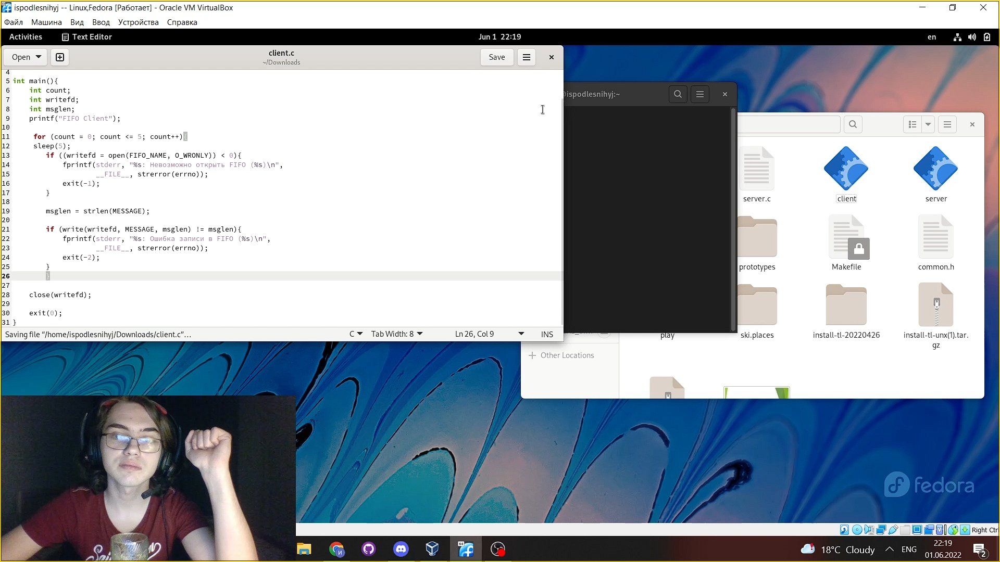 ispodlesnihyj -- Linux,Fedora [Работает] - Oracle VM VirtualBox
Файл Машина Вид Ввод Устройства Справка
Activities Text Editor Jun 1 22:19 en
Open client.c Save
~/Downloads
4
5 int main(){
6 int count;
7 int writefd;
8 int msglen;
9 printf("FIFO Client");
10
11 for (count = 0; count <= 5; count++){
12 sleep(5);
13 if ((writefd = open(FIFO_NAME, O_WRONLY)) < 0){
14 fprintf(stderr, "%s: Невозможно открыть FIFO (%s)\n",
15 __FILE__, strerror(errno));
16 exit(-1);
17 }
18
19 msglen = strlen(MESSAGE);
20
21 if (write(writefd, MESSAGE, msglen) != msglen){
22 fprintf(stderr, "%s: Ошибка записи в FIFO (%s)\n",
23 __FILE__, strerror(errno));
24 exit(-2);
25 }
26 }
27
28 close(writefd);
29
30 exit(0);
31 }
Saving file “/home/ispodlesnihyj/Downloads/client.c”… C Tab Width: 8 Ln 26, Col 9 INS
@ispodlesnihyj:~
server.c client server
prototypes Makefile common.h
play ski.places install-tl-20220426 install-tl-unx(1).tar.
gz
Other Locations
fedora
Right Ctrl
64
18°C Cloudy ENG 22:19
01.06.2022
2